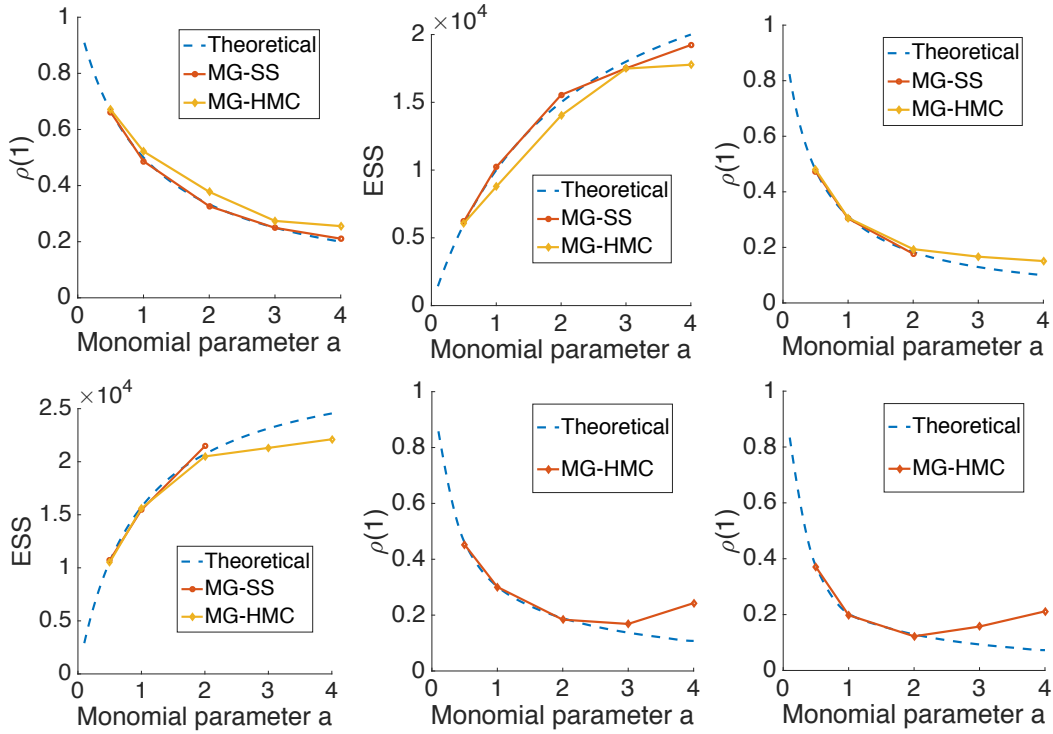 1
0.8
0.6
0.4
0.2
0
ρ(1)
Theoretical
MG-SS
MG-HMC
0 1 2 3 4
Monomial parameter a
×10⁴
2
1.5
1
0.5
0
ESS
Theoretical
MG-SS
MG-HMC
0 1 2 3 4
Monomial parameter a
1
0.8
0.6
0.4
0.2
0
ρ(1)
Theoretical
MG-SS
MG-HMC
0 1 2 3 4
Monomial parameter a
×10⁴
2.5
2
1.5
1
0.5
0
ESS
Theoretical
MG-SS
MG-HMC
0 1 2 3 4
Monomial parameter a
1
0.8
0.6
0.4
0.2
0
ρ(1)
Theoretical
MG-HMC
0 1 2 3 4
Monomial parameter a
1
0.8
0.6
0.4
0.2
0
ρ(1)
Theoretical
MG-HMC
0 1 2 3 4
Monomial parameter a